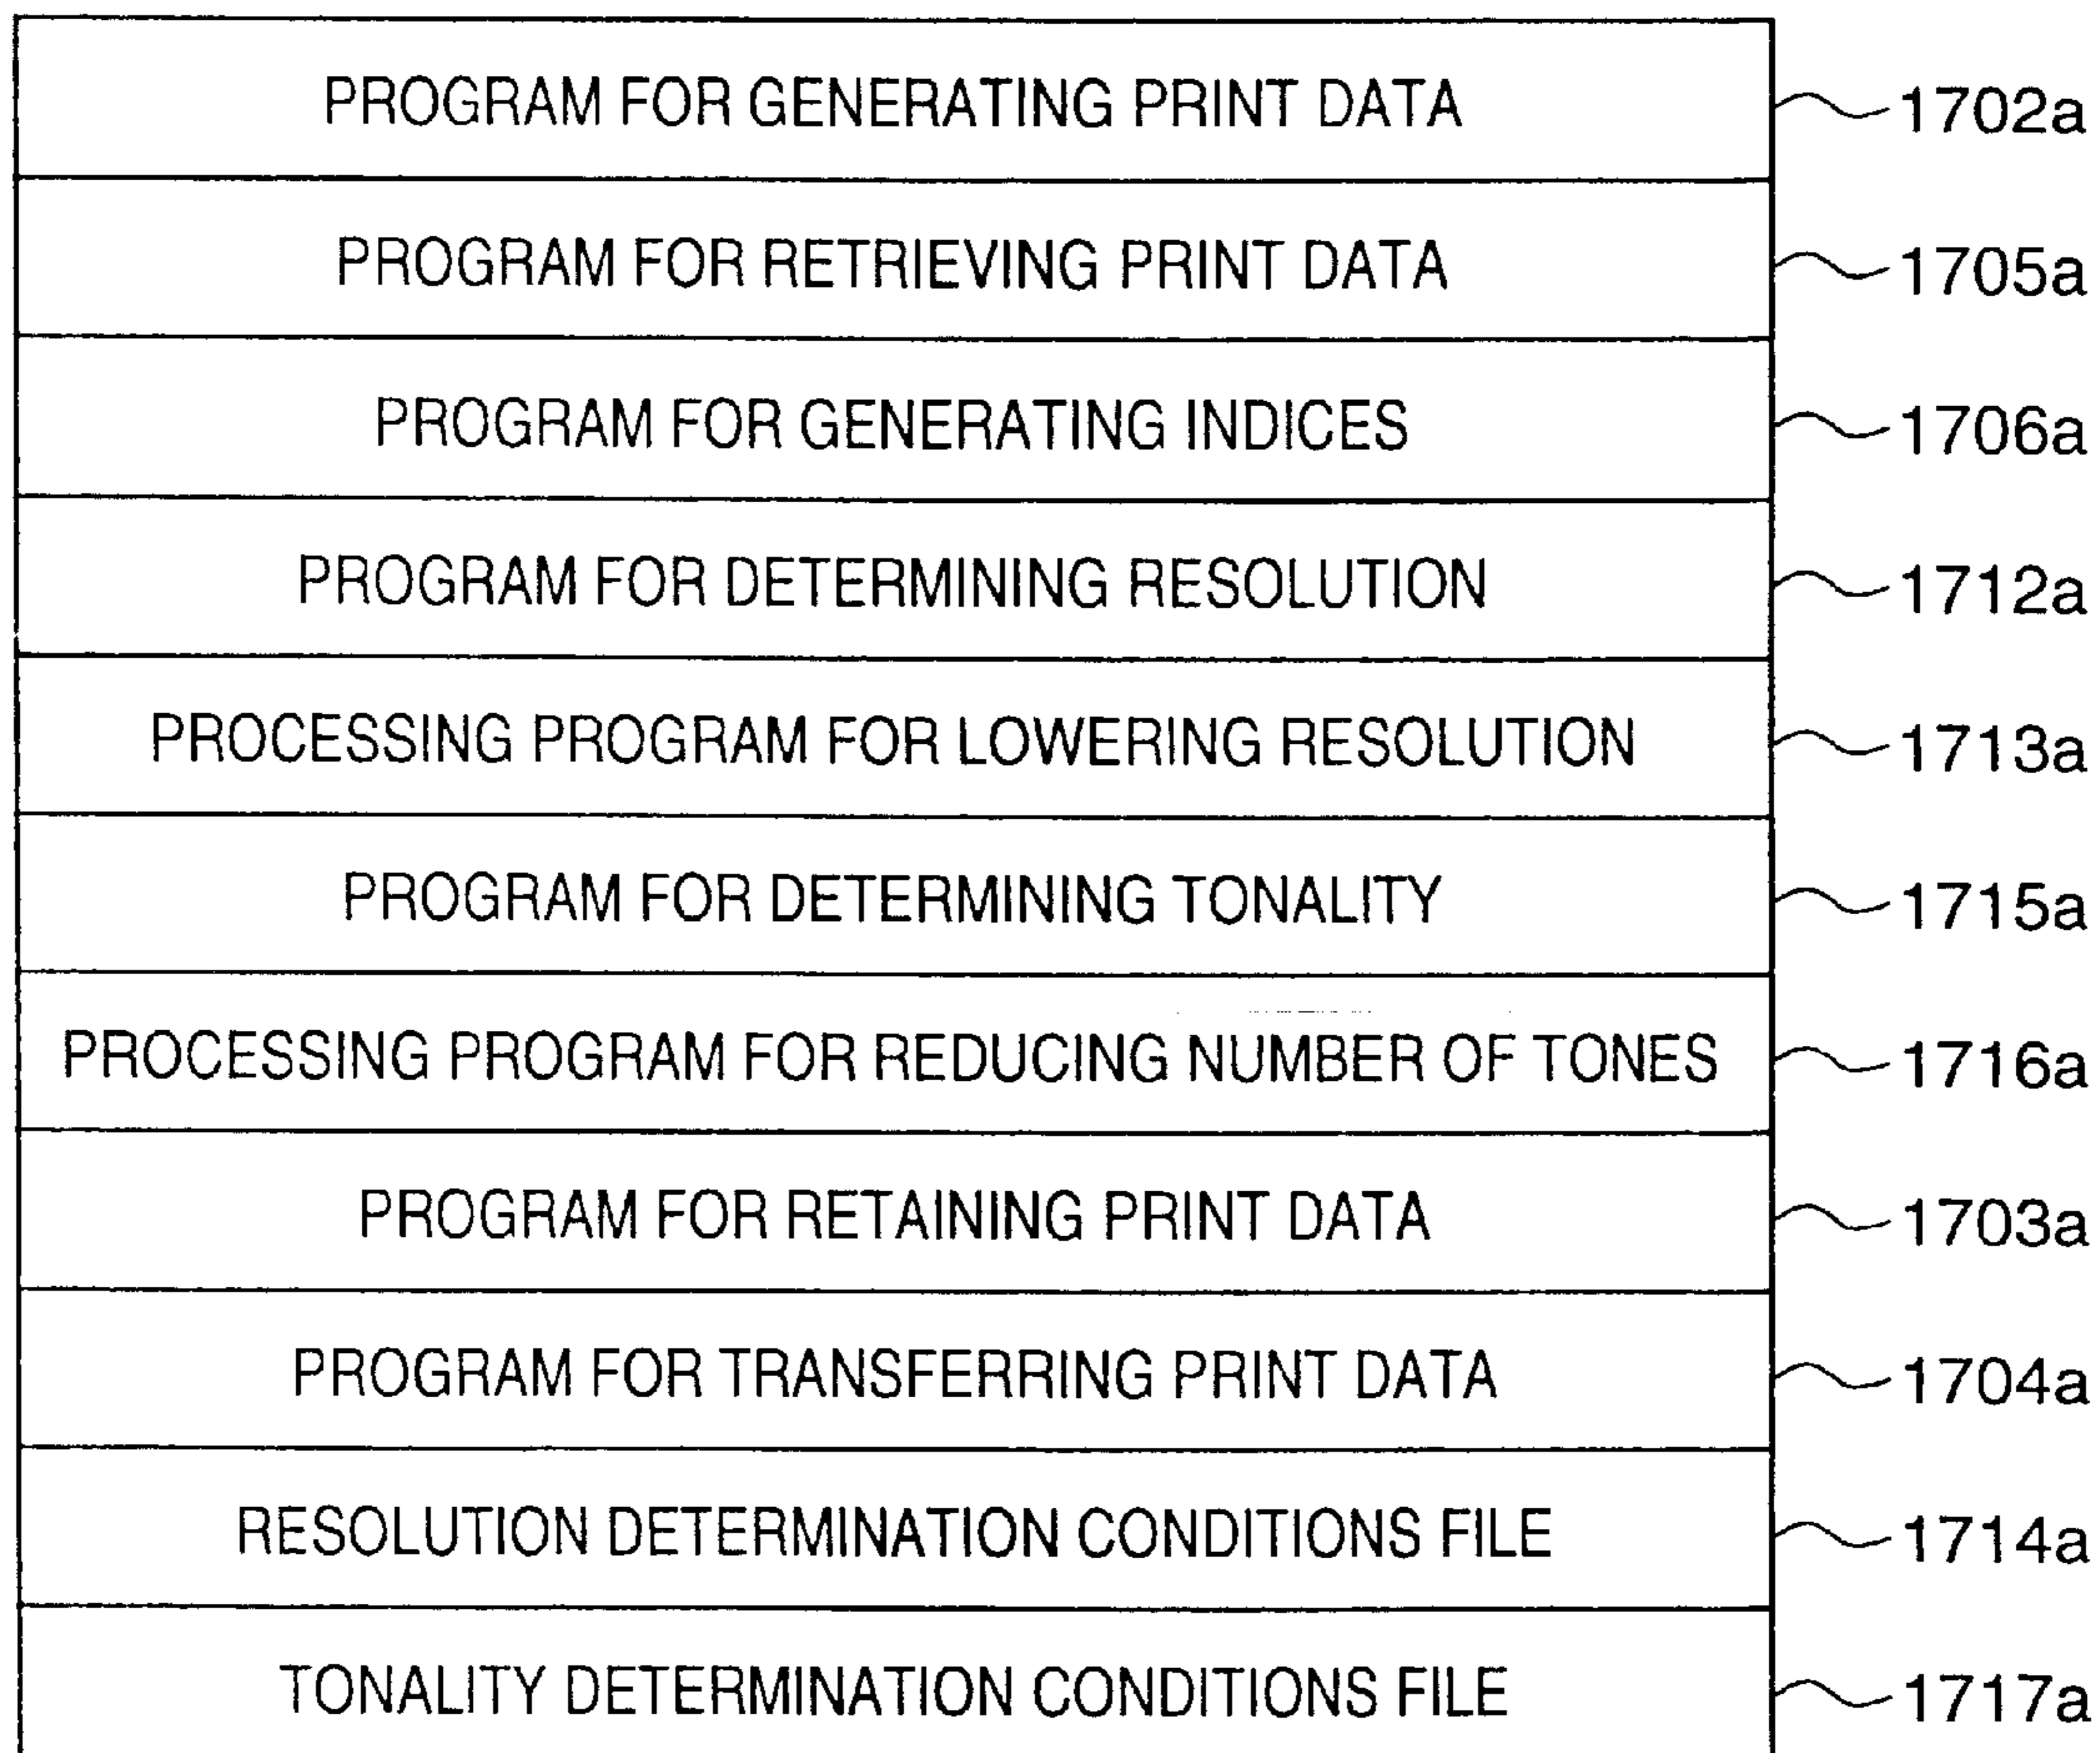 PROGRAM FOR GENERATING PRINT DATA 1702a
PROGRAM FOR RETRIEVING PRINT DATA 1705a
PROGRAM FOR GENERATING INDICES 1706a
PROGRAM FOR DETERMINING RESOLUTION 1712a
PROCESSING PROGRAM FOR LOWERING RESOLUTION 1713a
PROGRAM FOR DETERMINING TONALITY 1715a
PROCESSING PROGRAM FOR REDUCING NUMBER OF TONES 1716a
PROGRAM FOR RETAINING PRINT DATA 1703a
PROGRAM FOR TRANSFERRING PRINT DATA 1704a
RESOLUTION DETERMINATION CONDITIONS FILE 1714a
TONALITY DETERMINATION CONDITIONS FILE 1717a